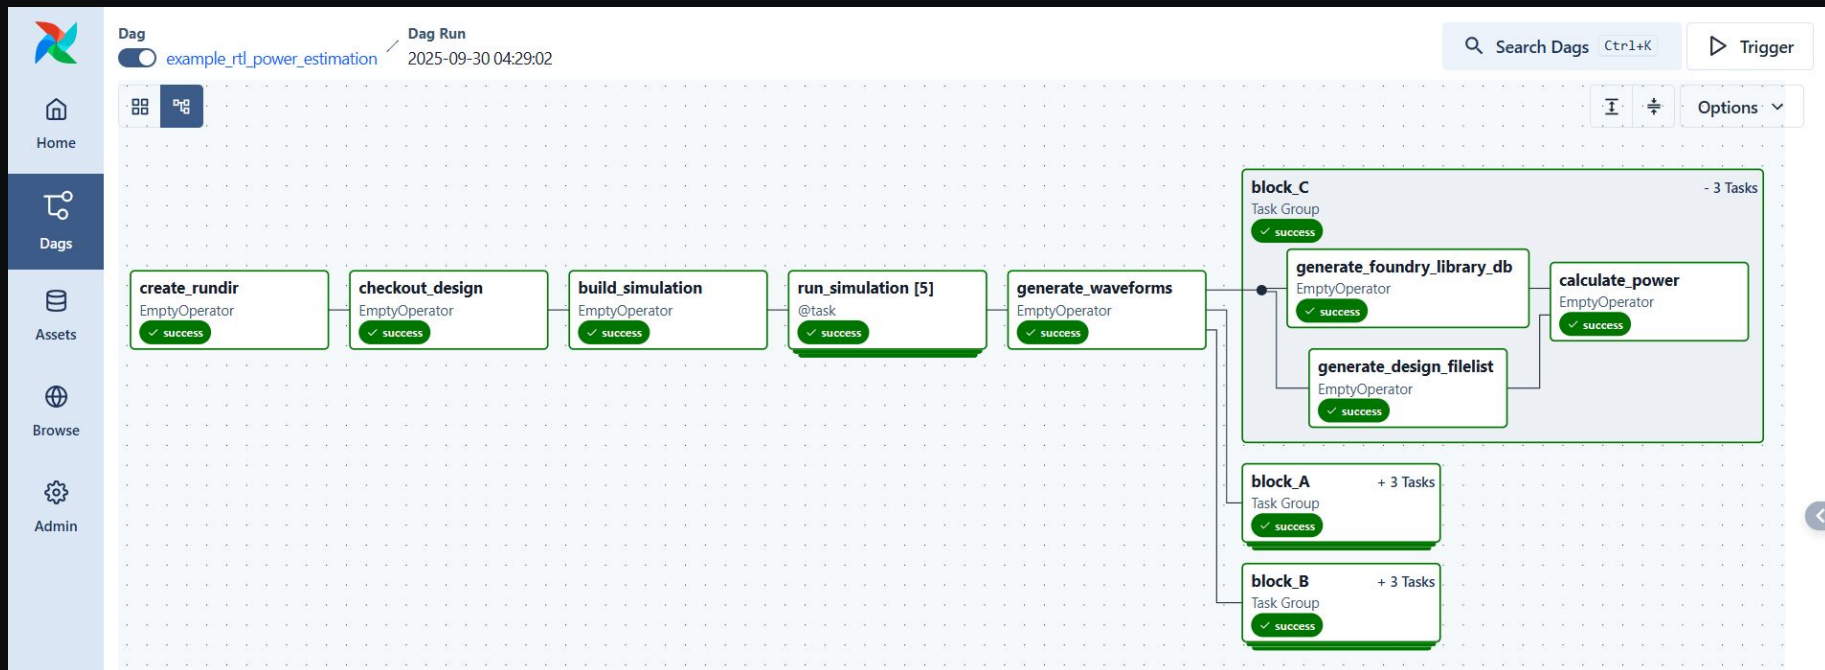 Dag
example_rtl_power_estimation
Dag Run
2025-09-30 04:29:02
Search Dags Ctrl+K
Trigger
Home
Dags
Assets
Browse
Admin
Options
create_rundir
EmptyOperator
success
checkout_design
EmptyOperator
success
build_simulation
EmptyOperator
success
run_simulation [5]
@task
success
generate_waveforms
EmptyOperator
success
block_C - 3 Tasks
Task Group
success
generate_foundry_library_db
EmptyOperator
success
generate_design_filelist
EmptyOperator
success
calculate_power
EmptyOperator
success
block_A + 3 Tasks
Task Group
success
block_B + 3 Tasks
Task Group
success